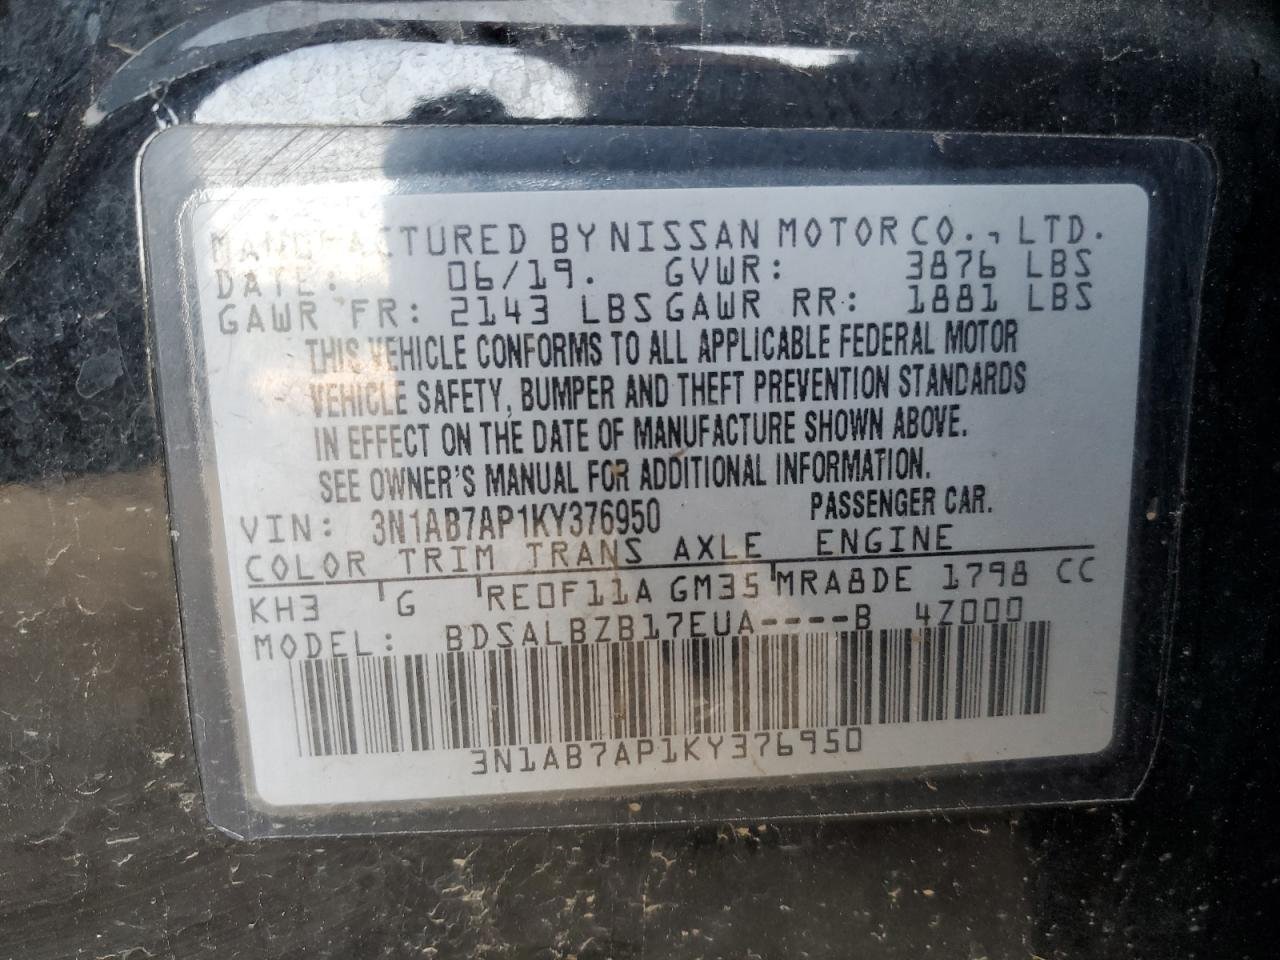 MANUFACTURED BY NISSAN MOTOR CO., LTD.
DATE: 06/19. GVWR: 3876 LBS
GAWR FR: 2143 LBS GAWR RR: 1881 LBS
THIS VEHICLE CONFORMS TO ALL APPLICABLE FEDERAL MOTOR
VEHICLE SAFETY, BUMPER AND THEFT PREVENTION STANDARDS
IN EFFECT ON THE DATE OF MANUFACTURE SHOWN ABOVE.
SEE OWNER'S MANUAL FOR ADDITIONAL INFORMATION.
VIN: 3N1AB7AP1KY376950 PASSENGER CAR.
COLOR TRIM TRANS AXLE ENGINE
KH3 G RE0F11A GM35 MRA8DE 1798 CC
MODEL: BDSALBZB17EUA----B 4Z000
3N1AB7AP1KY376950